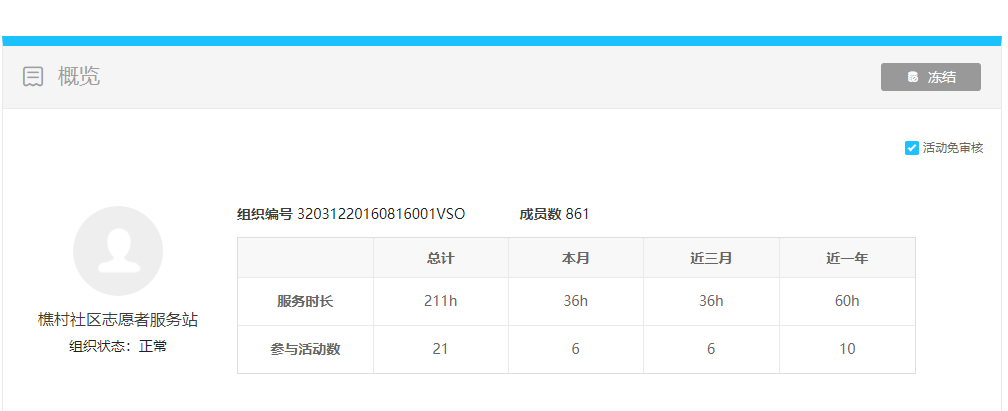 概览
冻结
活动免审核
组织编号 32031220160816001VSO 成员数 861
总计 本月 近三月 近一年
服务时长 211h 36h 36h 60h
樵村社区志愿者服务站
组织状态：正常
参与活动数 21 6 6 10